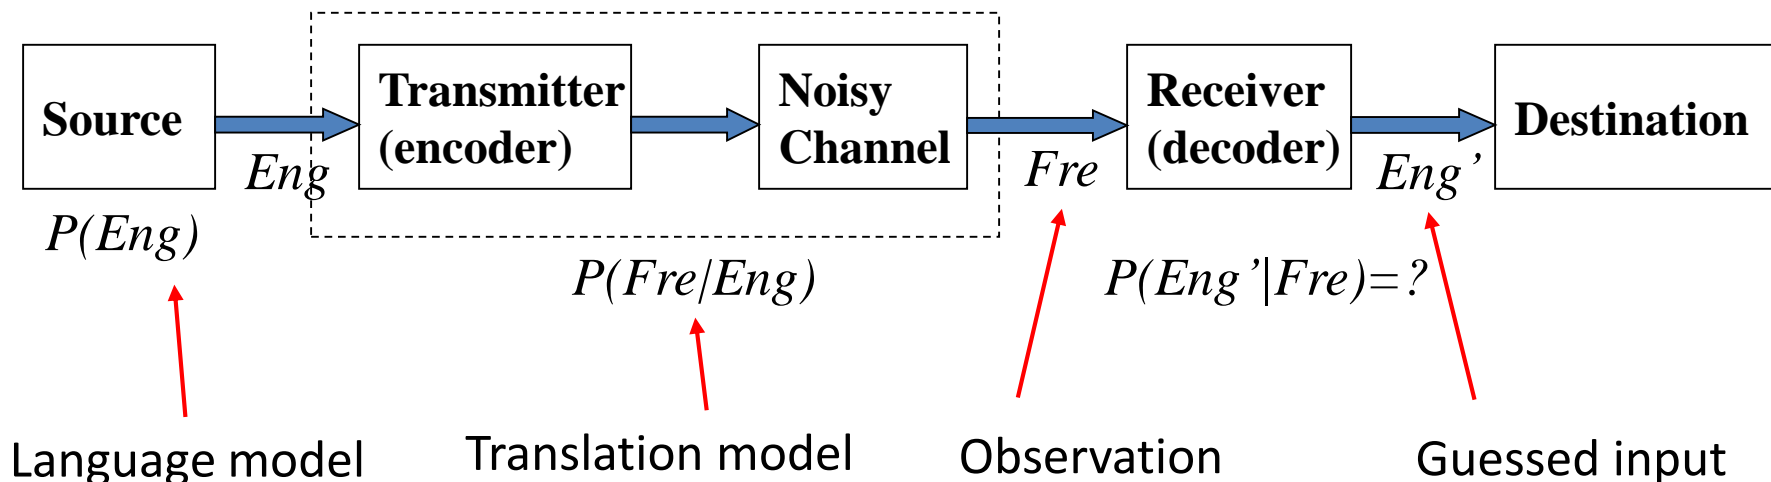 Source
Transmitter
(encoder)
Noisy
Channel
Receiver
(decoder)
Destination
Eng
Fre
Eng’
P(Eng)
P(Fre/Eng)
P(Eng’|Fre)=?
Language model
Translation model
Observation
Guessed input